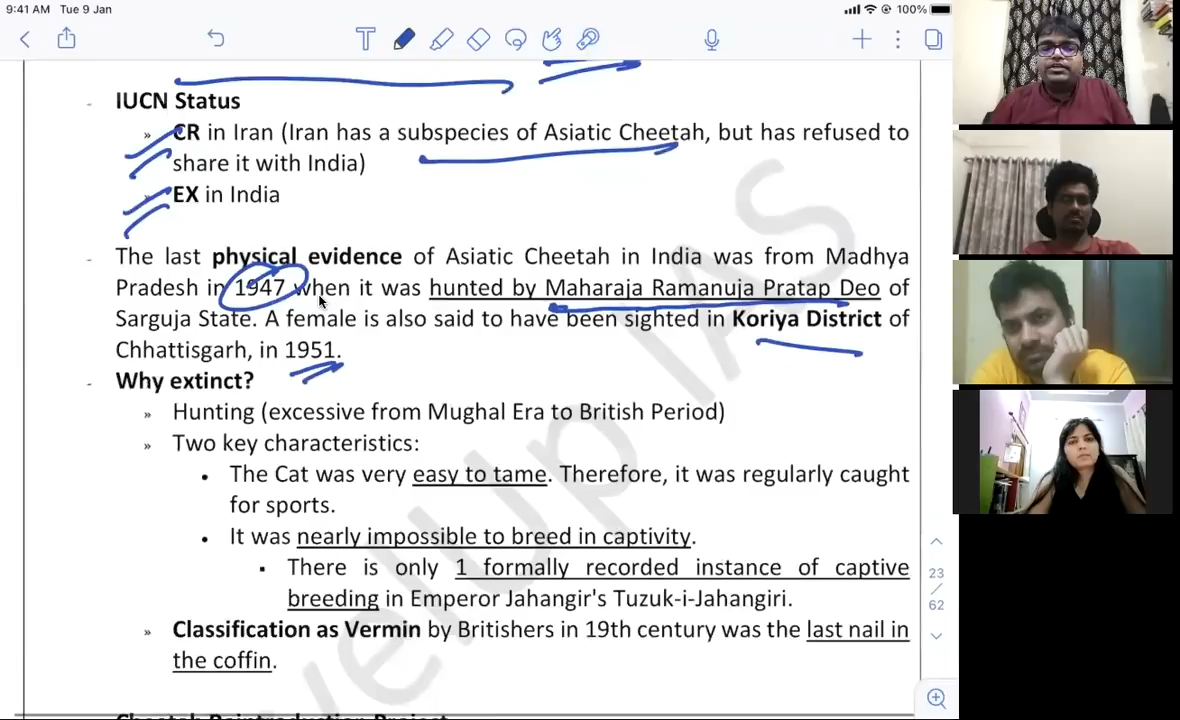 9:41 AM Tue 9 Jan
100%
T
IUCN Status
» CR in Iran (Iran has a subspecies of Asiatic Cheetah, but has refused to
share it with India)
» EX in India
- The last physical evidence of Asiatic Cheetah in India was from Madhya
Pradesh in 1947 when it was hunted by Maharaja Ramanuja Pratap Deo of
Sarguja State. A female is also said to have been sighted in Koriya District of
Chhattisgarh, in 1951.
- Why extinct?
» Hunting (excessive from Mughal Era to British Period)
» Two key characteristics:
• The Cat was very easy to tame. Therefore, it was regularly caught
for sports.
• It was nearly impossible to breed in captivity.
▪ There is only 1 formally recorded instance of captive
breeding in Emperor Jahangir's Tuzuk-i-Jahangiri.
» Classification as Vermin by Britishers in 19th century was the last nail in
the coffin.
Cheetah Reintroduction Project
23
/
62
velUp IAS